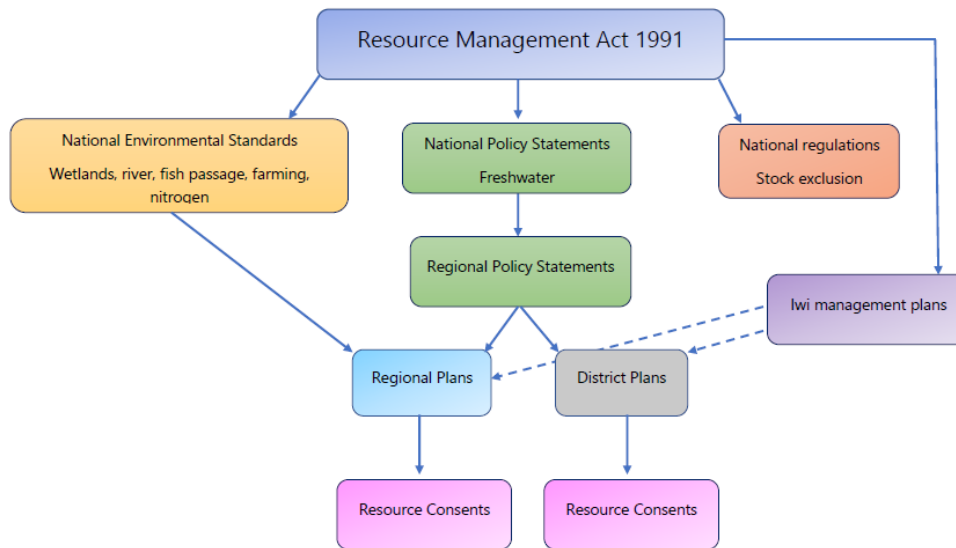 Resource Management Act 1991
National Environmental Standards
Wetlands, river, fish passage, farming,
nitrogen
National Policy Statements
Freshwater
National regulations
Stock exclusion
Regional Policy Statements
Iwi management plans
Regional Plans
District Plans
Resource Consents
Resource Consents